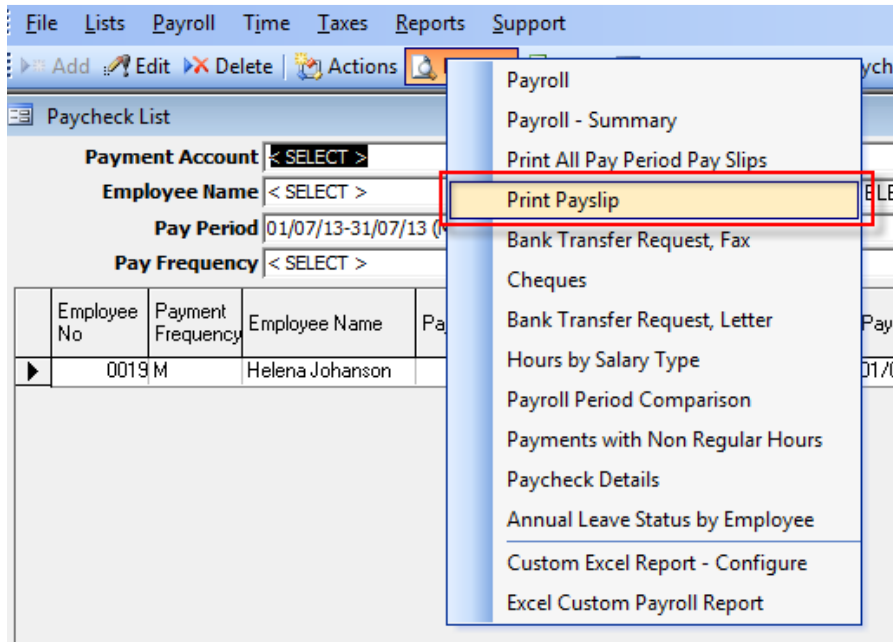 File Lists Payroll Time Taxes Reports Support
Add Edit Delete Actions
Paycheck List
Payment Account < SELECT >
Employee Name < SELECT >
Pay Period 01/07/13-31/07/13
Pay Frequency < SELECT >
Employee No Payment Frequency Employee Name
0019 M Helena Johanson
Payroll
Payroll - Summary
Print All Pay Period Pay Slips
Print Payslip
Bank Transfer Request, Fax
Cheques
Bank Transfer Request, Letter
Hours by Salary Type
Payroll Period Comparison
Payments with Non Regular Hours
Paycheck Details
Annual Leave Status by Employee
Custom Excel Report - Configure
Excel Custom Payroll Report